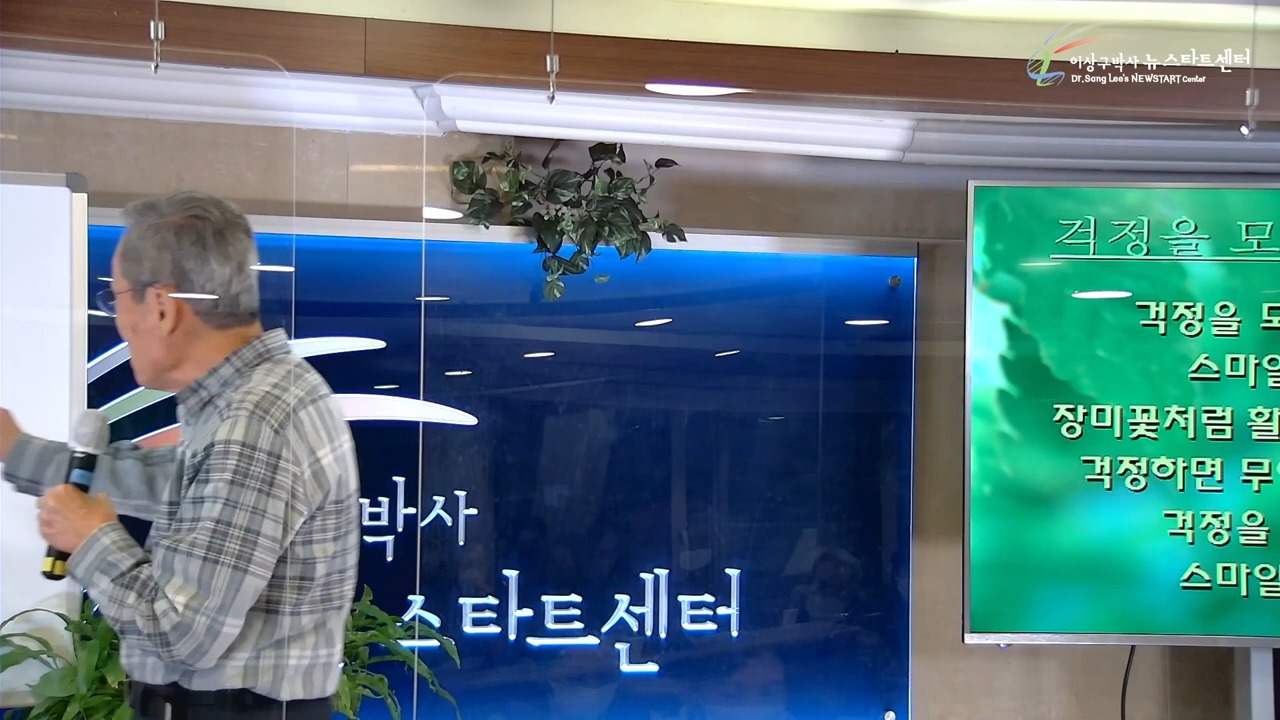 이상구박사 뉴스타트센터
Dr. Sang Lee's NEWSTART Center
걱정을 모
걱정을 모
스마일
장미꽃처럼 활
걱정하면 무
걱정을
스마일
박사
스타트센터